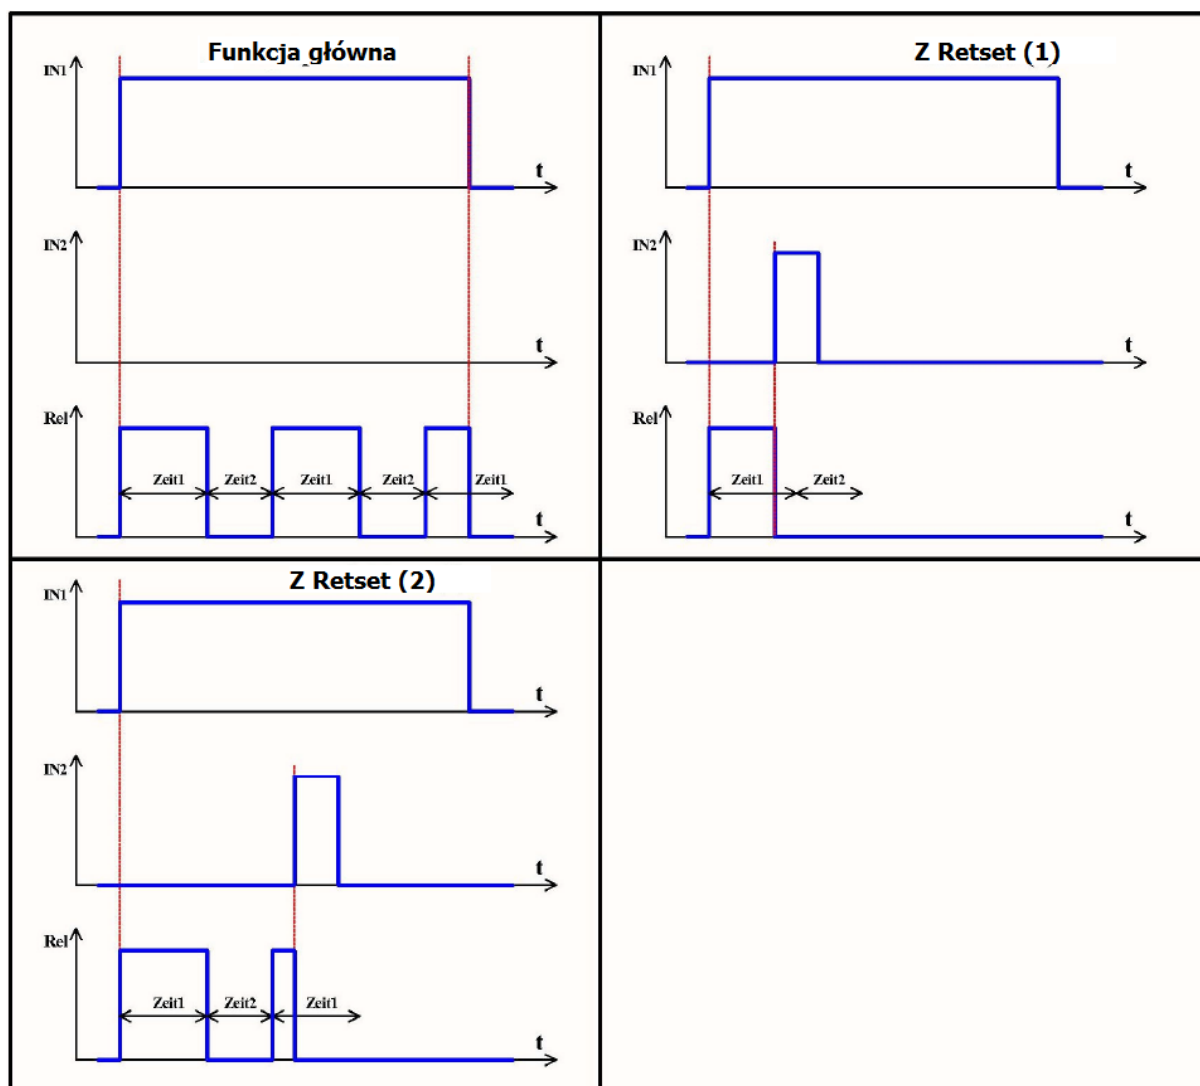 Funkcja główna
IN1
t
IN2
t
Rel
Zeit1 Zeit2 Zeit1 Zeit2 Zeit1
t
Z Retset (1)
IN1
t
IN2
t
Rel
Zeit1 Zeit2
t
Z Retset (2)
IN1
t
IN2
t
Rel
Zeit1 Zeit2 Zeit1
t